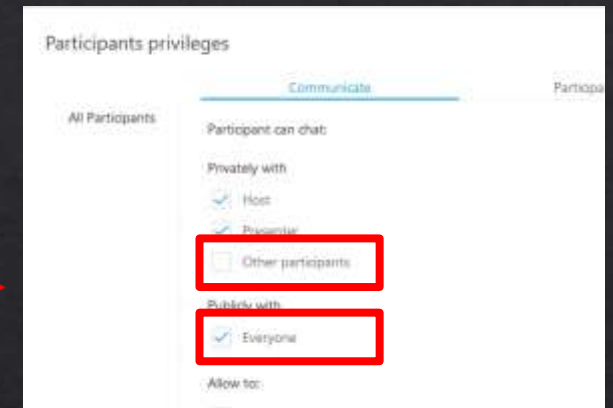 Participants privileges
Communicate
Participa
All Participants
Participant can chat:
Privately with
Host
Presenter
Other participants
Publicly with
Everyone
Allow to: